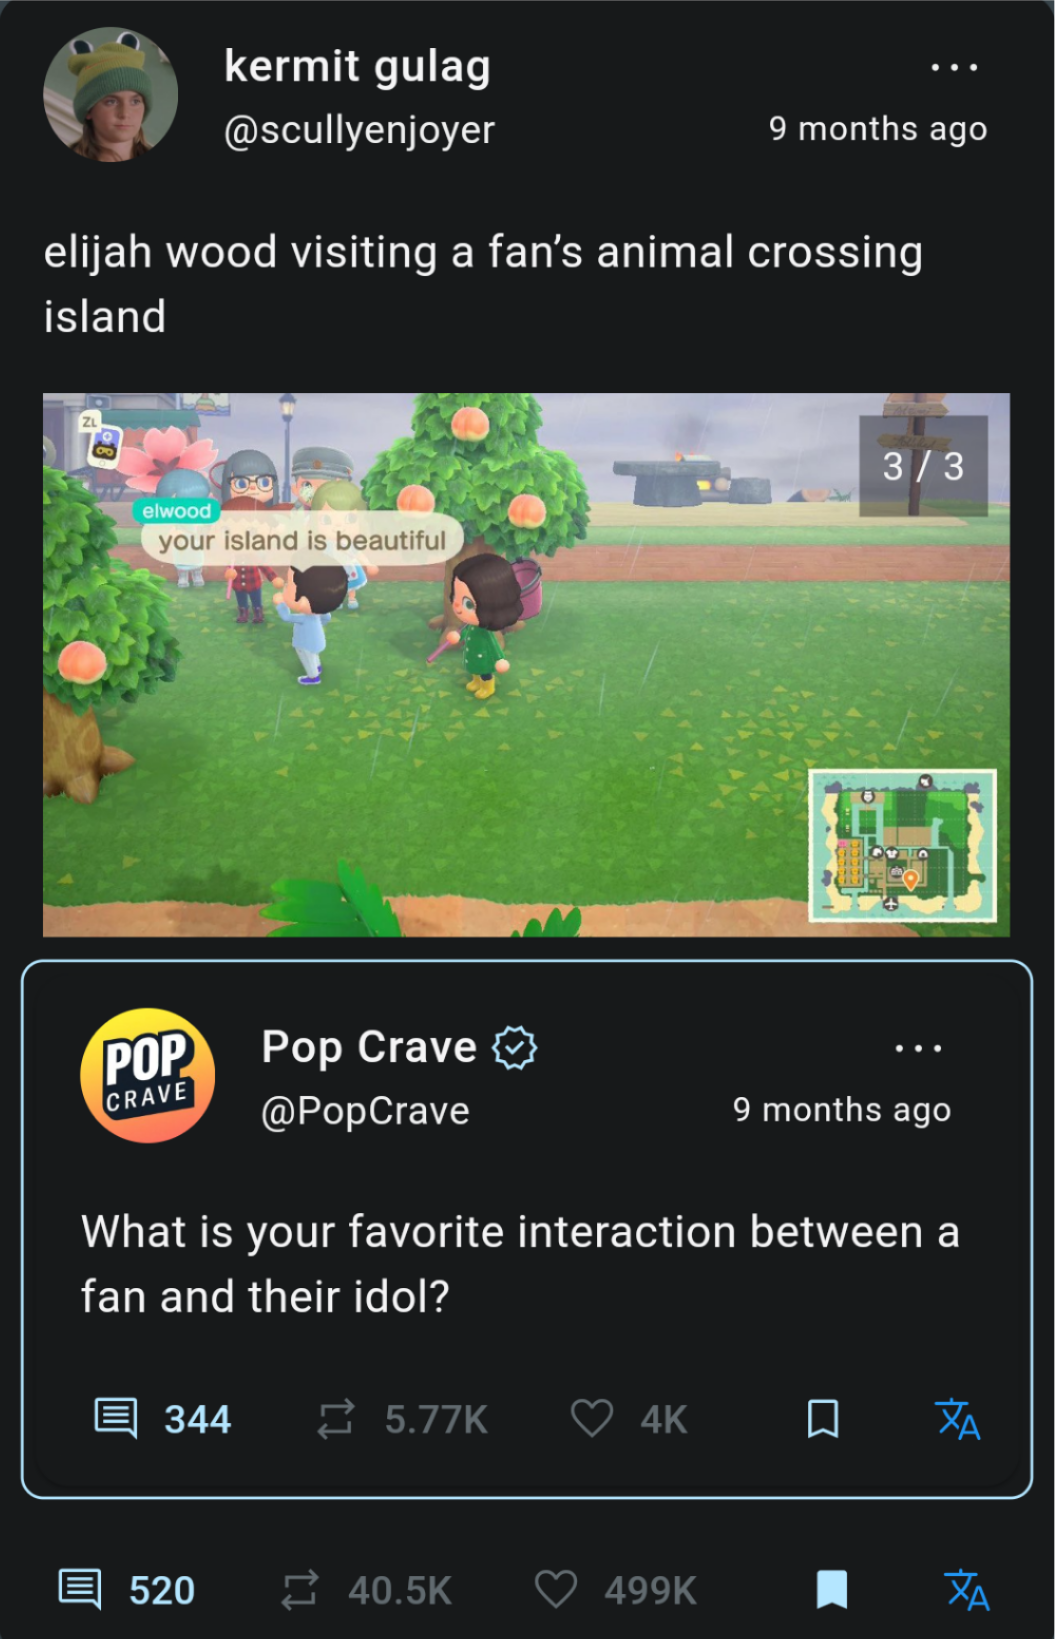 kermit gulag
@scullyenjoyer
9 months ago
elijah wood visiting a fan’s animal crossing
island
ZL
3 / 3
elwood
your island is beautiful
POP
CRAVE
Pop Crave
@PopCrave
9 months ago
What is your favorite interaction between a
fan and their idol?
344
5.77K
4K
520
40.5K
499K